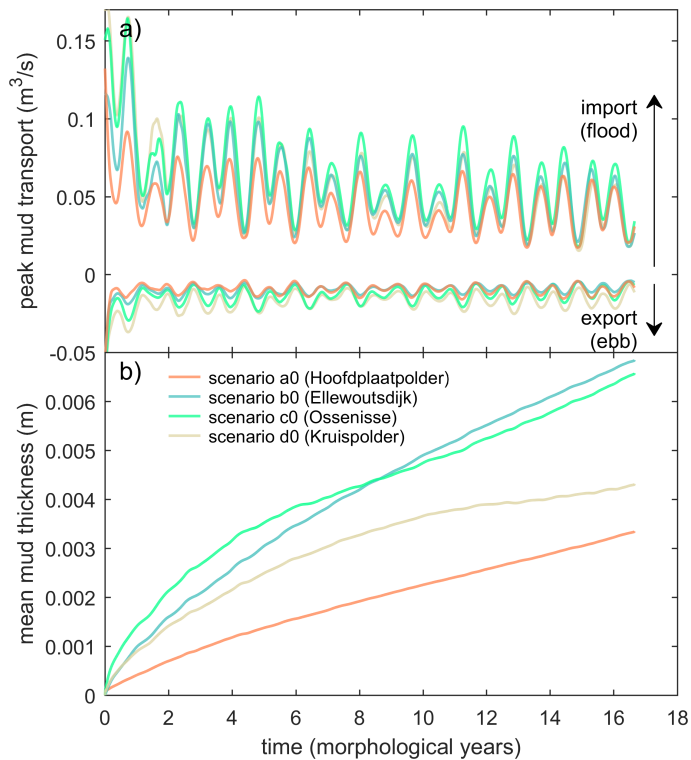 a)
peak mud transport (m³/s)
0.15
0.1
0.05
0
-0.05
import
(flood)
export
(ebb)
b)
mean mud thickness (m)
0.006
0.005
0.004
0.003
0.002
0.001
0
scenario a0 (Hoofdplaatpolder)
scenario b0 (Ellewoutsdijk)
scenario c0 (Ossenisse)
scenario d0 (Kruispolder)
0 2 4 6 8 10 12 14 16 18
time (morphological years)